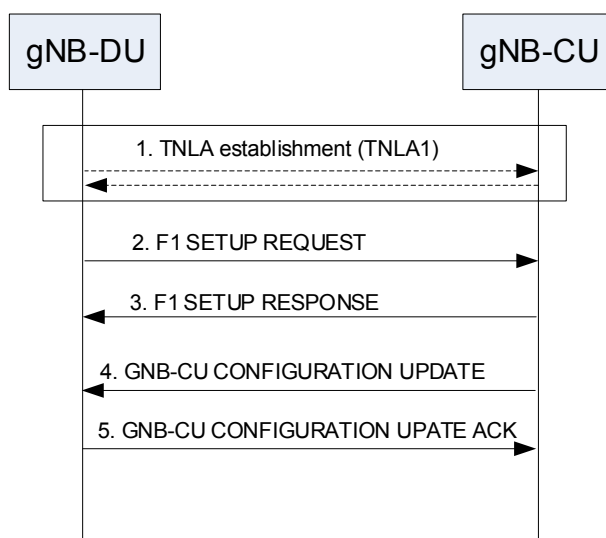 gNB-DU
gNB-CU
1. TNLA establishment (TNLA1)
2. F1 SETUP REQUEST
3. F1 SETUP RESPONSE
4. GNB-CU CONFIGURATION UPDATE
5. GNB-CU CONFIGURATION UPATE ACK